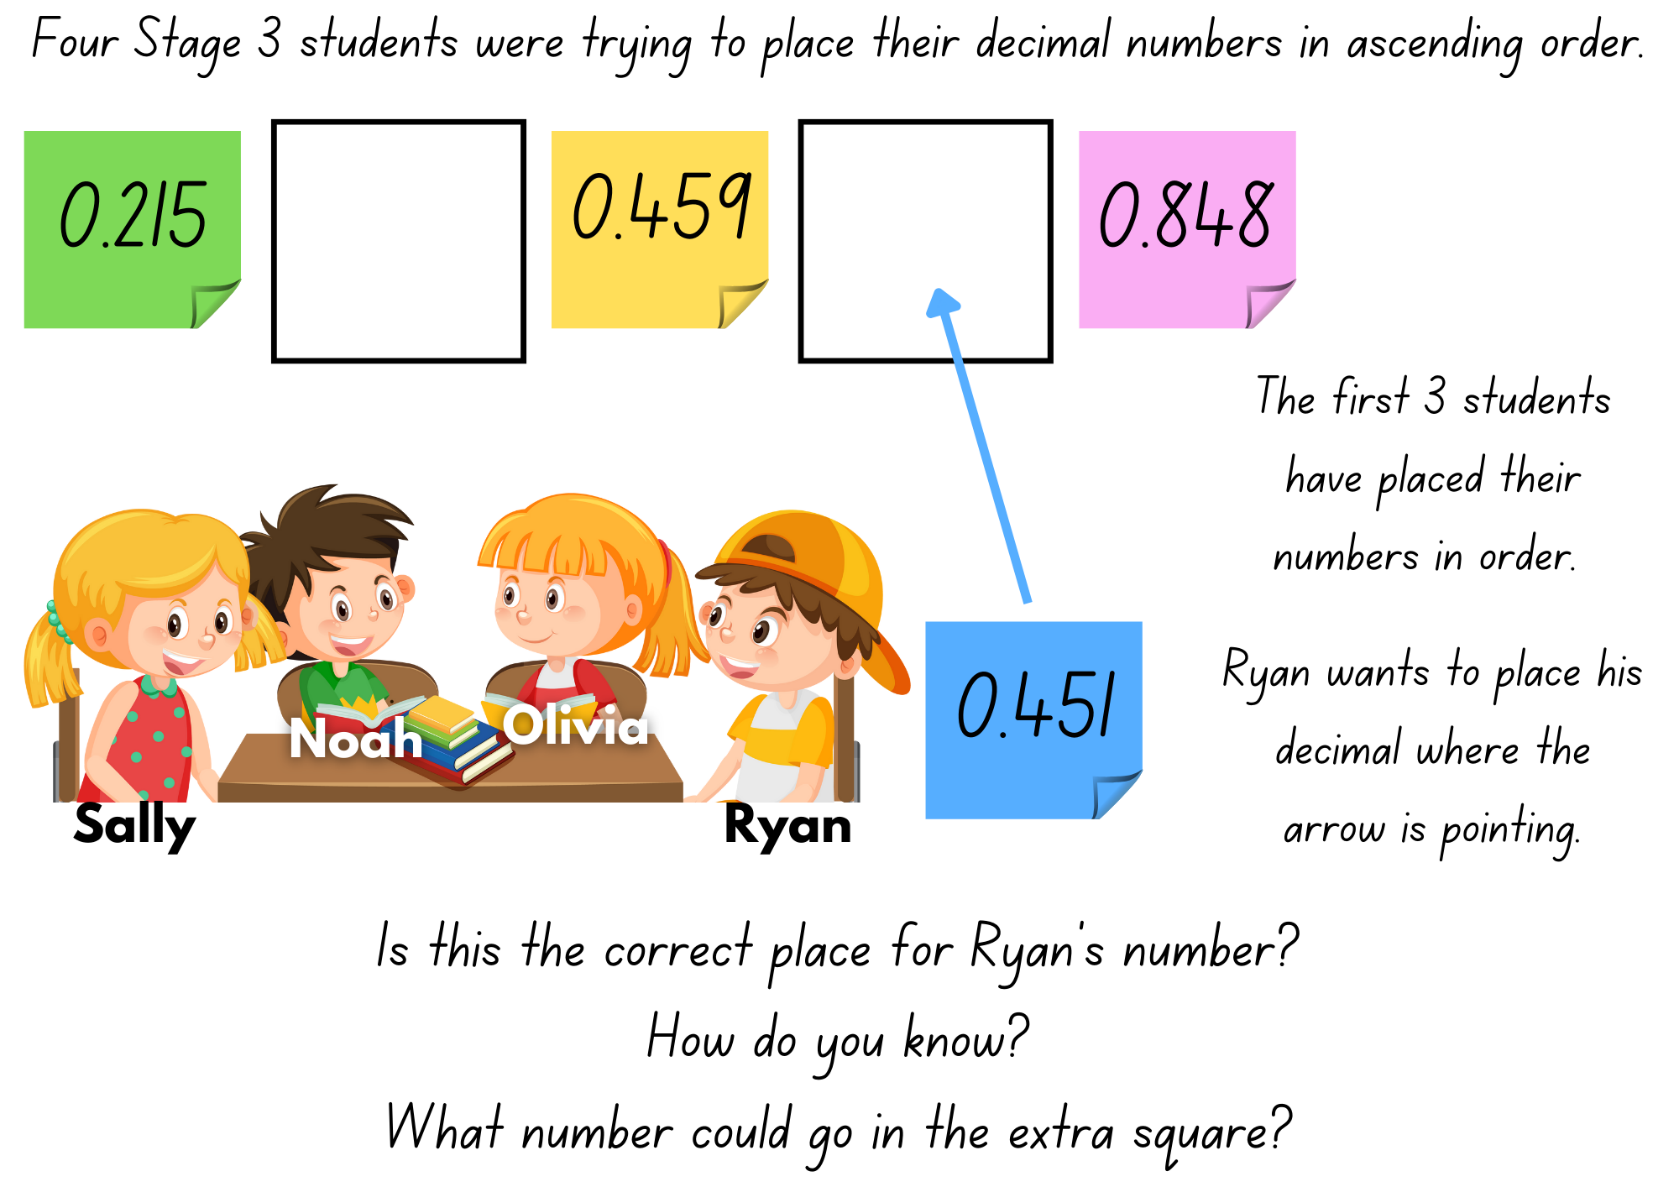 Four Stage 3 students were trying to place their decimal numbers in ascending order.
0.215
0.459
0.848
The first 3 students
have placed their
numbers in order.
Ryan wants to place his
decimal where the
arrow is pointing.
0.451
Noah
Olivia
Sally
Ryan
Is this the correct place for Ryan's number?
How do you know?
What number could go in the extra square?